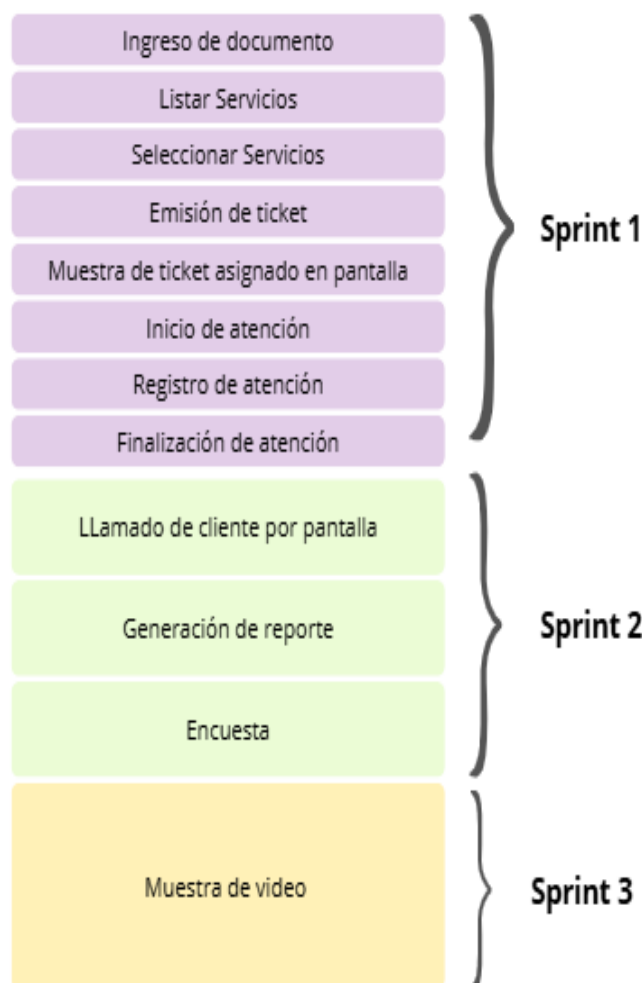 Ingreso de documento
Listar Servicios
Seleccionar Servicios
Emisión de ticket
Muestra de ticket asignado en pantalla
Inicio de atención
Registro de atención
Finalización de atención
Sprint 1
LLamado de cliente por pantalla
Generación de reporte
Encuesta
Sprint 2
Muestra de video
Sprint 3